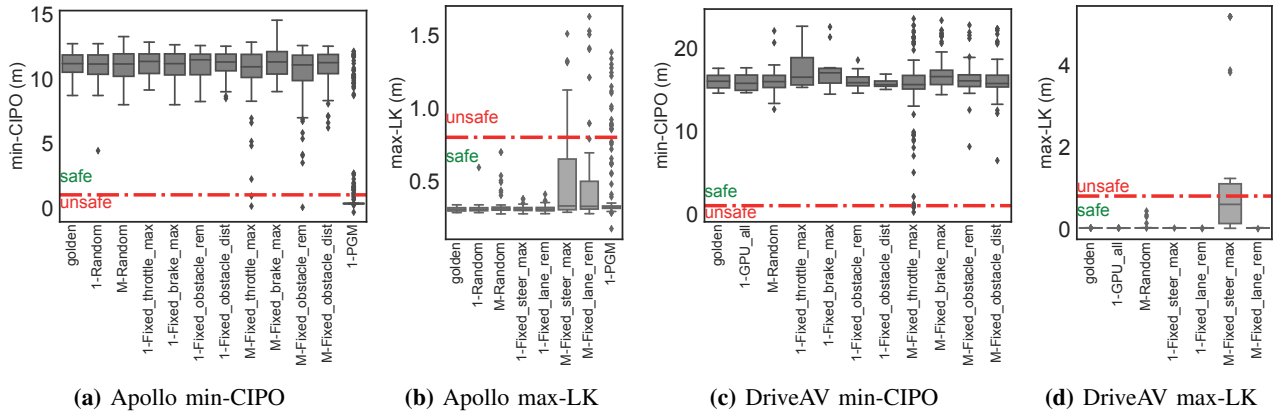 15
10
5
0
min-CIPO (m)
safe
unsafe
golden
1-Random
M-Random
1-Fixed_throttle_max
1-Fixed_brake_max
1-Fixed_obstacle_rem
1-Fixed_obstacle_dist
M-Fixed_throttle_max
M-Fixed_brake_max
M-Fixed_obstacle_rem
M-Fixed_obstacle_dist
1-PGM
(a) Apollo min-CIPO
1.5
1.0
0.5
max-LK (m)
unsafe
safe
golden
1-Random
M-Random
1-Fixed_steer_max
1-Fixed_lane_rem
M-Fixed_steer_max
M-Fixed_lane_rem
1-PGM
(b) Apollo max-LK
20
10
0
min-CIPO (m)
safe
unsafe
golden
1-GPU_all
M-Random
1-Fixed_throttle_max
1-Fixed_brake_max
1-Fixed_obstacle_rem
1-Fixed_obstacle_dist
M-Fixed_throttle_max
M-Fixed_brake_max
M-Fixed_obstacle_rem
M-Fixed_obstacle_dist
(c) DriveAV min-CIPO
4
2
0
max-LK (m)
unsafe
safe
golden
1-GPU_all
M-Random
1-Fixed_steer_max
1-Fixed_lane_rem
M-Fixed_steer_max
M-Fixed_lane_rem
(d) DriveAV max-LK